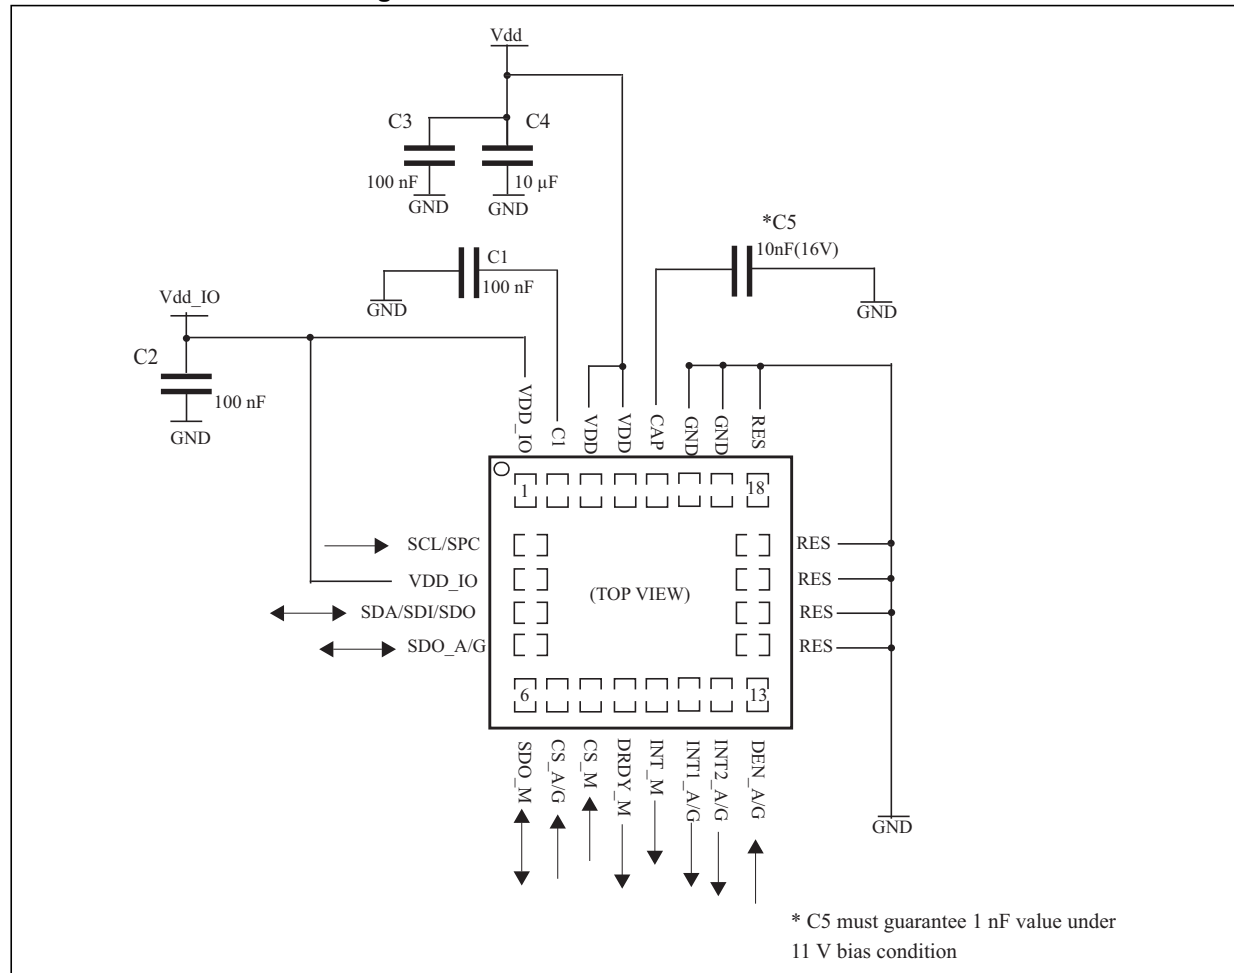 Vdd
C3
C4
100 nF
10 µF
GND
GND
*C5
10nF(16V)
C1
100 nF
GND
GND
Vdd_IO
C2
100 nF
GND
VDD_IO
C1
VDD
VDD
CAP
GND
GND
RES
1
18
SCL/SPC
RES
VDD_IO
(TOP VIEW)
RES
SDA/SDI/SDO
RES
SDO_A/G
RES
6
13
SDO_M
CS_A/G
CS_M
DRDY_M
INT_M
INT1_A/G
INT2_A/G
DEN_A/G
GND
* C5 must guarantee 1 nF value under
11 V bias condition